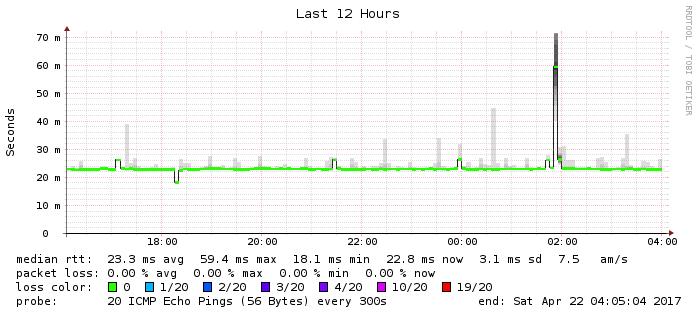 Last 12 Hours
RRDTOOL / TOBI OETIKER
Seconds
70 m
60 m
50 m
40 m
30 m
20 m
10 m
0
18:00 20:00 22:00 00:00 02:00 04:00
median rtt: 23.3 ms avg 59.4 ms max 18.1 ms min 22.8 ms now 3.1 ms sd 7.5 am/s
packet loss: 0.00 % avg 0.00 % max 0.00 % min 0.00 % now
loss color: 0 1/20 2/20 3/20 4/20 10/20 19/20
probe: 20 ICMP Echo Pings (56 Bytes) every 300s end: Sat Apr 22 04:05:04 2017